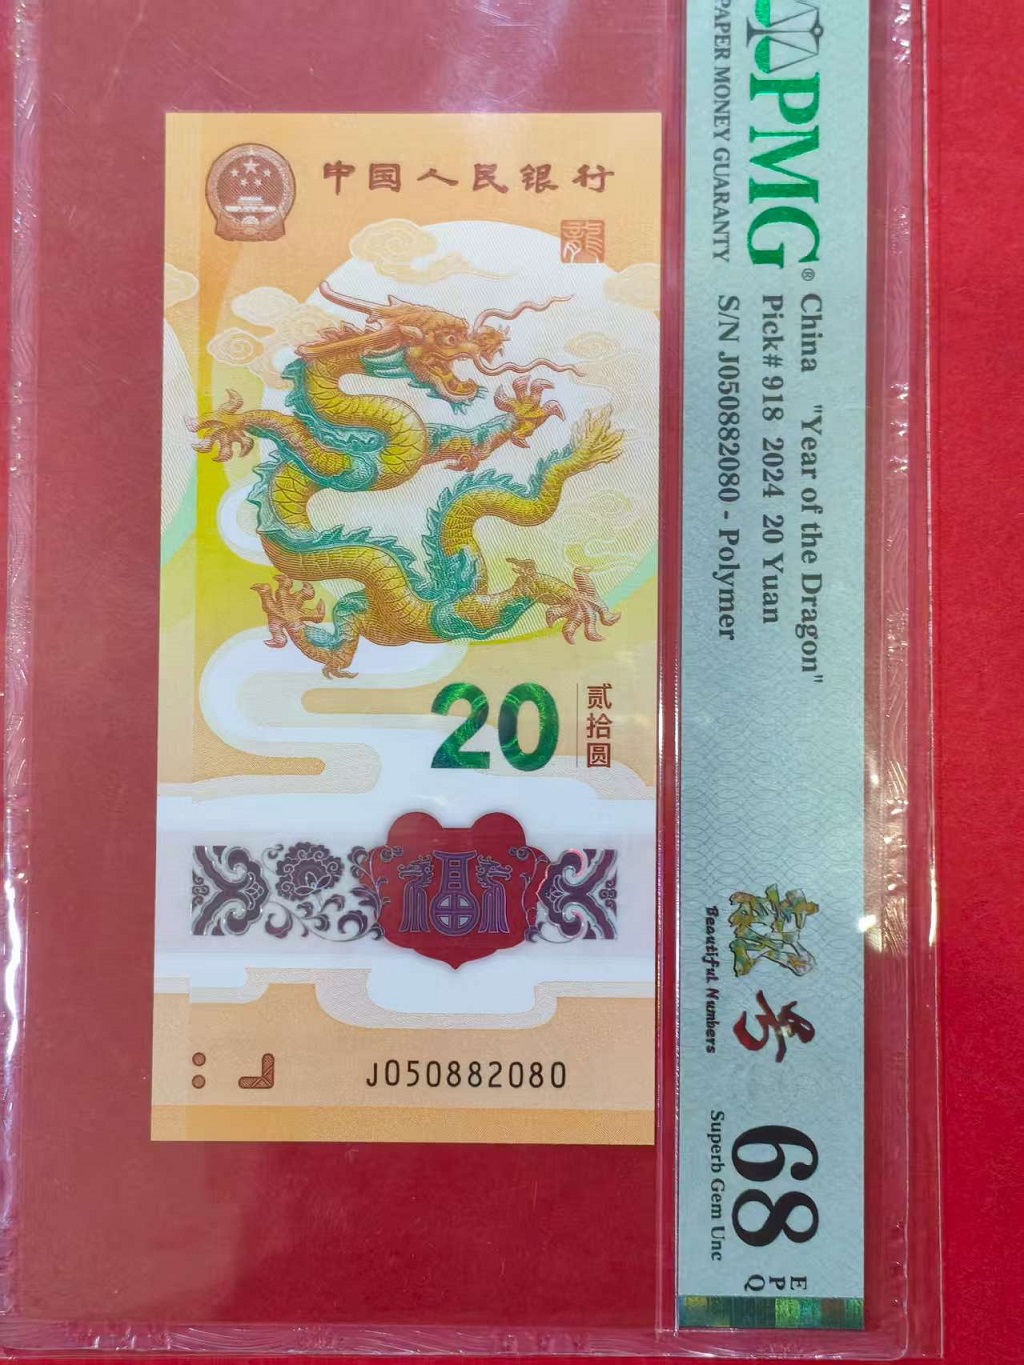 中国人民银行
龍
20
贰拾圆
福
J050882080
PMG®
PAPER MONEY GUARANTY
China "Year of the Dragon"
Pick# 918 2024 20 Yuan
S/N J050882080 - Polymer
靓号
Beautiful Numbers
68
EPQ
Superb Gem Unc